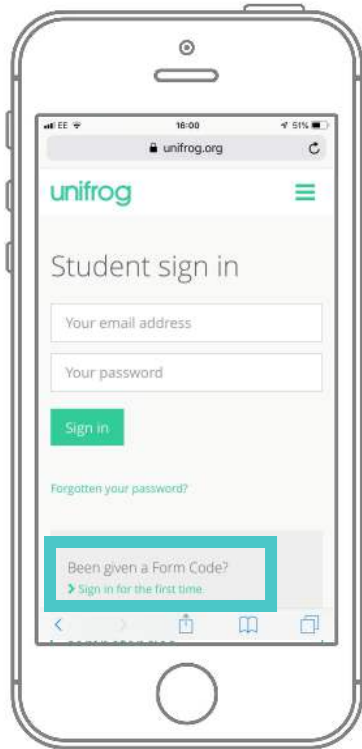 EE 16:00 51%
unifrog.org
unifrog
Student sign in
Your email address
Your password
Sign in
Forgotten your password?
Been given a Form Code?
Sign in for the first time